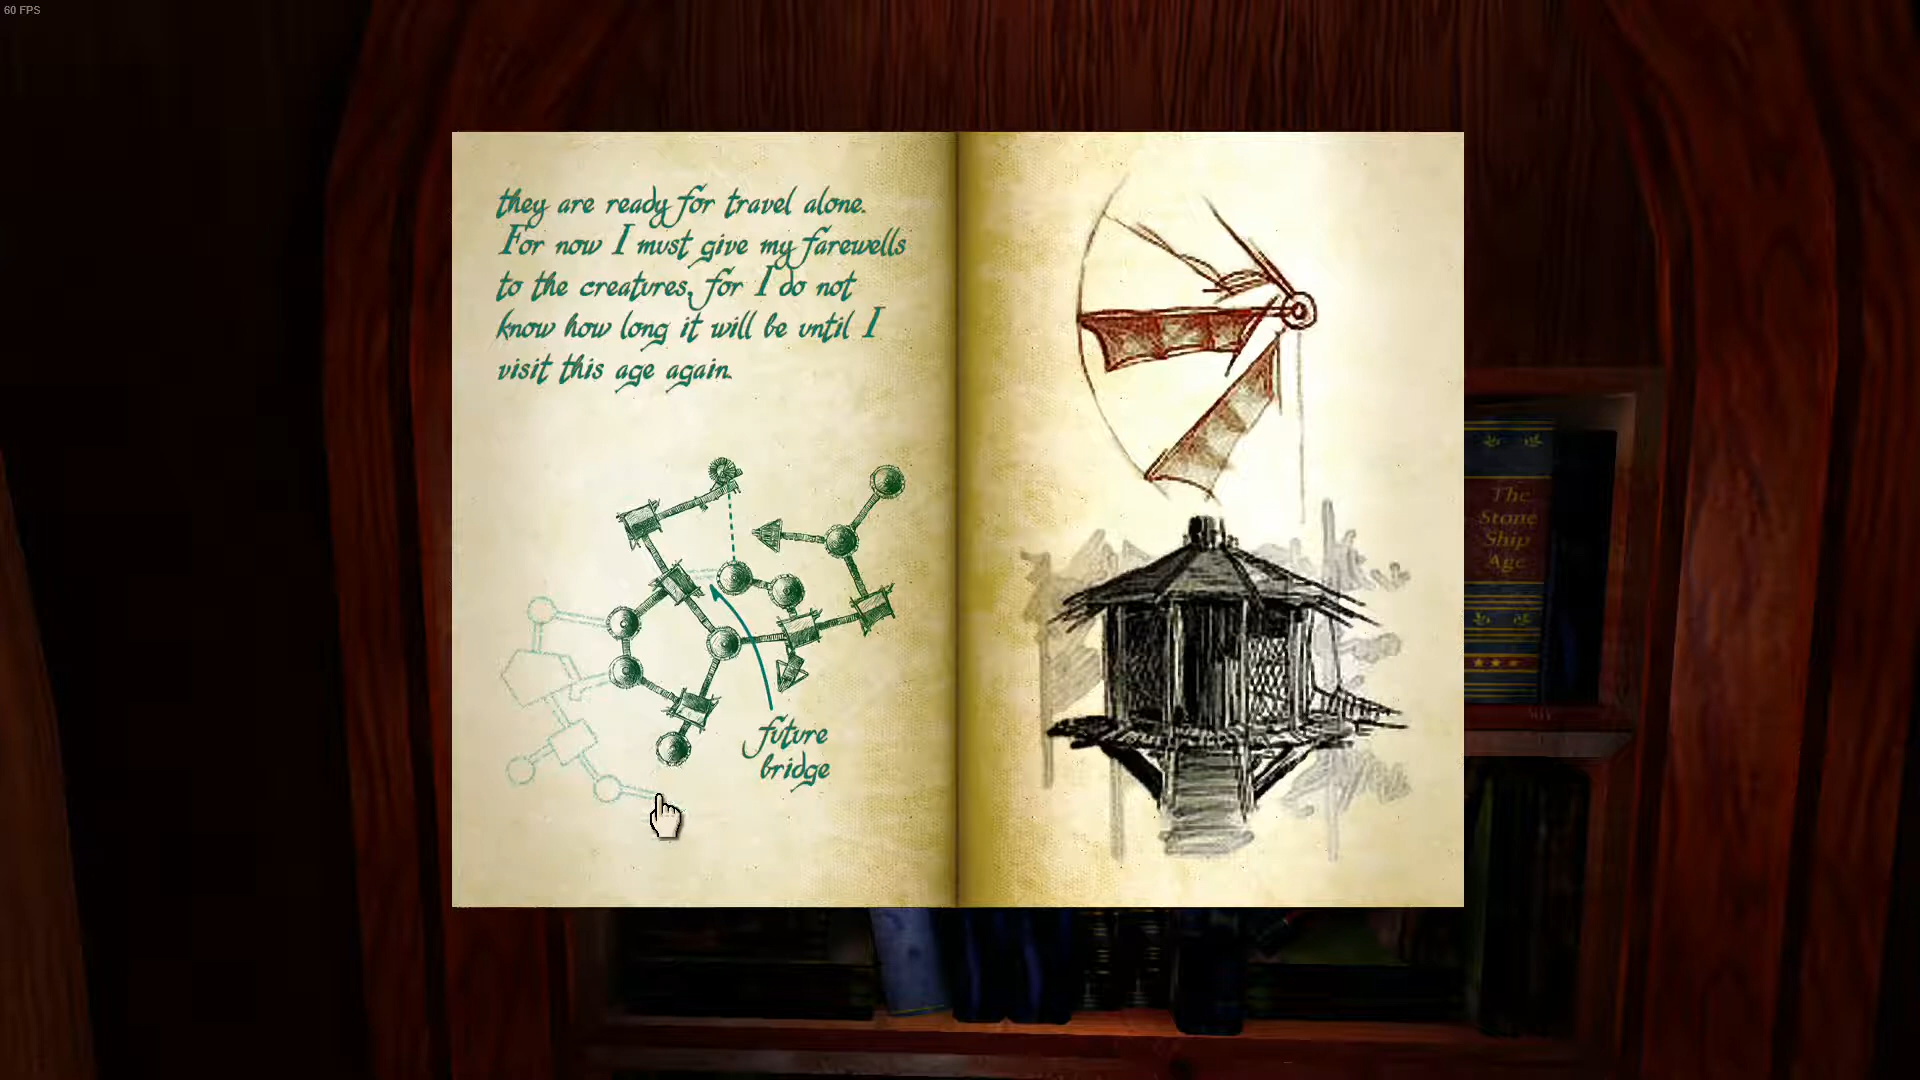 60 FPS
they are ready for travel alone.
For now I must give my farewells
to the creatures, for I do not
know how long it will be until I
visit this age again.
future
bridge
The
Stone
Ship
Age